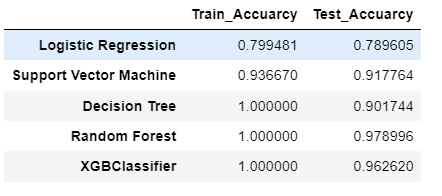 Train_Accuarcy Test_Accuarcy
Logistic Regression 0.799481 0.789605
Support Vector Machine 0.936670 0.917764
Decision Tree 1.000000 0.901744
Random Forest 1.000000 0.978996
XGBClassifier 1.000000 0.962620